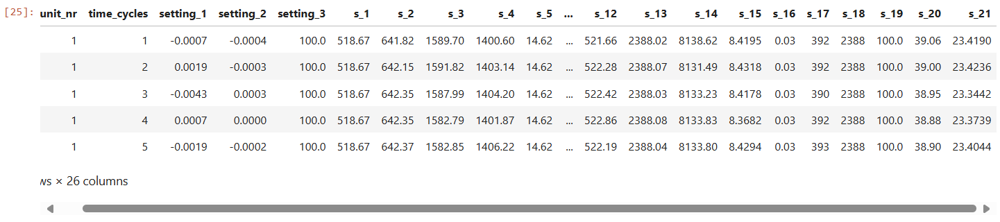 [25]: unit_nr time_cycles setting_1 setting_2 setting_3 s_1 s_2 s_3 s_4 s_5 ... s_12 s_13 s_14 s_15 s_16 s_17 s_18 s_19 s_20 s_21
1 1 -0.0007 -0.0004 100.0 518.67 641.82 1589.70 1400.60 14.62 ... 521.66 2388.02 8138.62 8.4195 0.03 392 2388 100.0 39.06 23.4190
1 2 0.0019 -0.0003 100.0 518.67 642.15 1591.82 1403.14 14.62 ... 522.28 2388.07 8131.49 8.4318 0.03 392 2388 100.0 39.00 23.4236
1 3 -0.0043 0.0003 100.0 518.67 642.35 1587.99 1404.20 14.62 ... 522.42 2388.03 8133.23 8.4178 0.03 390 2388 100.0 38.95 23.3442
1 4 0.0007 0.0000 100.0 518.67 642.35 1582.79 1401.87 14.62 ... 522.86 2388.08 8133.83 8.3682 0.03 392 2388 100.0 38.88 23.3739
1 5 -0.0019 -0.0002 100.0 518.67 642.37 1582.85 1406.22 14.62 ... 522.19 2388.04 8133.80 8.4294 0.03 393 2388 100.0 38.90 23.4044
ws × 26 columns